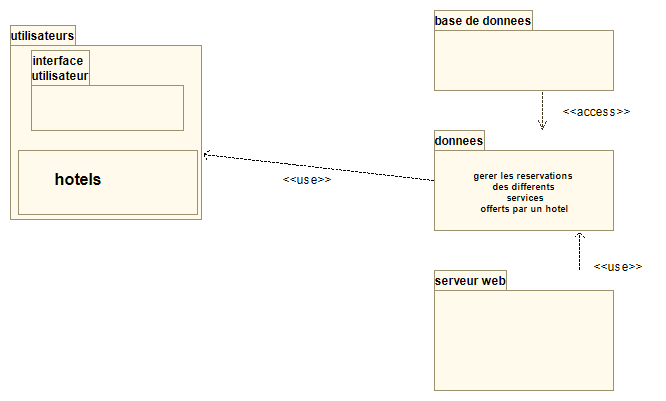 utilisateurs
interface
utilisateur
hotels
<<use>>
base de donnees
<<access>>
donnees
gerer les reservations
des differents
services
offerts par un hotel
<<use>>
serveur web